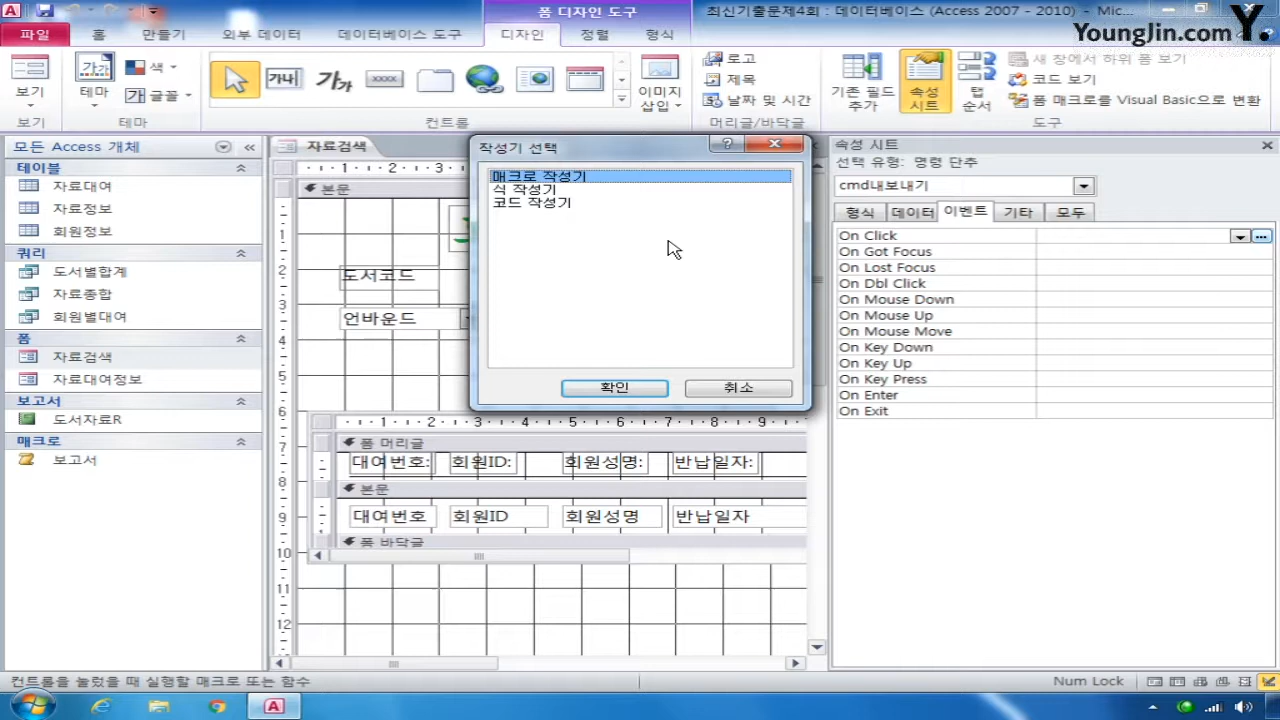 폼 디자인 도구
최신기출문제4회 : 데이터베이스 (Access 2007 - 2010) - Mic...
YoungJin.com Y.
파일 홈 만들기 외부 데이터 데이터베이스 도구 디자인 정렬 형식
보기
테마
색
글꼴
이미지
삽입
로고
제목
날짜 및 시간
기존 필드
추가
속성
시트
탭
순서
새 창에서 하위 폼 보기
코드 보기
폼 매크로를 Visual Basic으로 변환
보기 테마 컨트롤 머리글/바닥글 도구
모든 Access 개체
테이블
자료대여
자료정보
회원정보
쿼리
도서별합계
자료종합
회원별대여
폼
자료검색
자료대여정보
보고서
도서자료R
매크로
보고서
자료검색
본문
도서코드
언바운드
폼 머리글
대여번호: 회원ID: 회원성명: 반납일자:
본문
대여번호 회원ID 회원성명 반납일자
폼 바닥글
작성기 선택
매크로 작성기
식 작성기
코드 작성기
확인 취소
속성 시트
선택 유형: 명령 단추
cmd내보내기
형식 데이터 이벤트 기타 모두
On Click
On Got Focus
On Lost Focus
On Dbl Click
On Mouse Down
On Mouse Up
On Mouse Move
On Key Down
On Key Up
On Key Press
On Enter
On Exit
컨트롤을 눌렀을 때 실행할 매크로 또는 함수
Num Lock